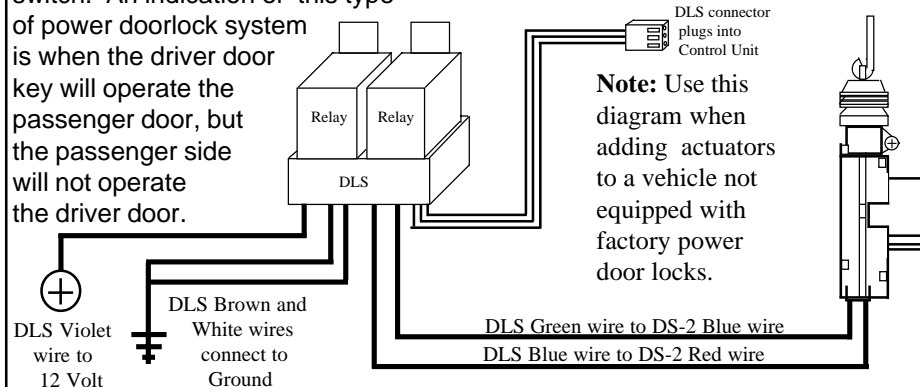 switch. An indication of this type
of power doorlock system
is when the driver door
key will operate the
passenger door, but
the passenger side
will not operate
the driver door.
Relay
Relay
DLS
DLS connector
plugs into
Control Unit
Note: Use this
diagram when
adding actuators
to a vehicle not
equipped with
factory power
door locks.
DLS Violet
wire to
12 Volt
DLS Brown and
White wires
connect to
Ground
DLS Green wire to DS-2 Blue wire
DLS Blue wire to DS-2 Red wire